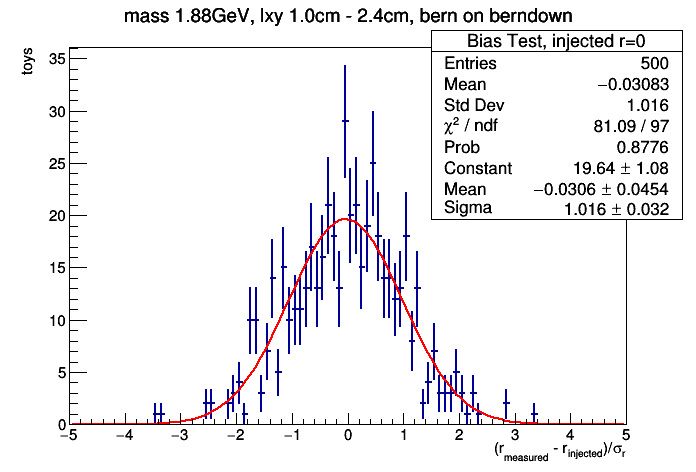 mass 1.88GeV, lxy 1.0cm - 2.4cm, bern on berndown
toys
Bias Test, injected r=0
Entries 500
Mean −0.03083
Std Dev 1.016
χ² / ndf 81.09 / 97
Prob 0.8776
Constant 19.64 ± 1.08
Mean −0.0306 ± 0.0454
Sigma 1.016 ± 0.032
35
30
25
20
15
10
5
0
−5 −4 −3 −2 −1 0 1 2 3 4 5
(r_measured - r_injected)/σ_r